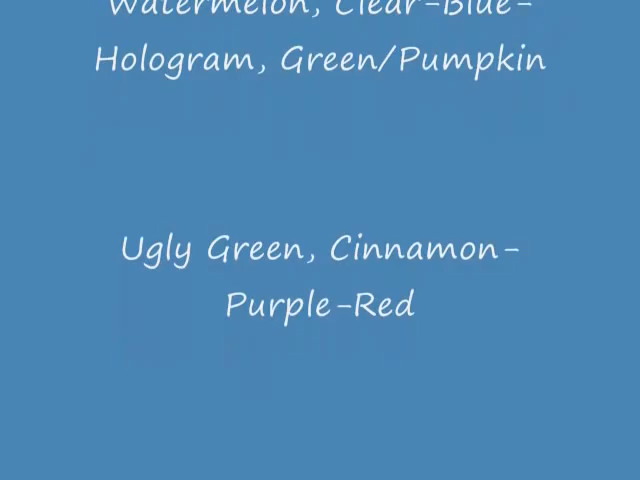 Watermelon, Clear-Blue-
Hologram, Green/Pumpkin
Ugly Green, Cinnamon-
Purple-Red